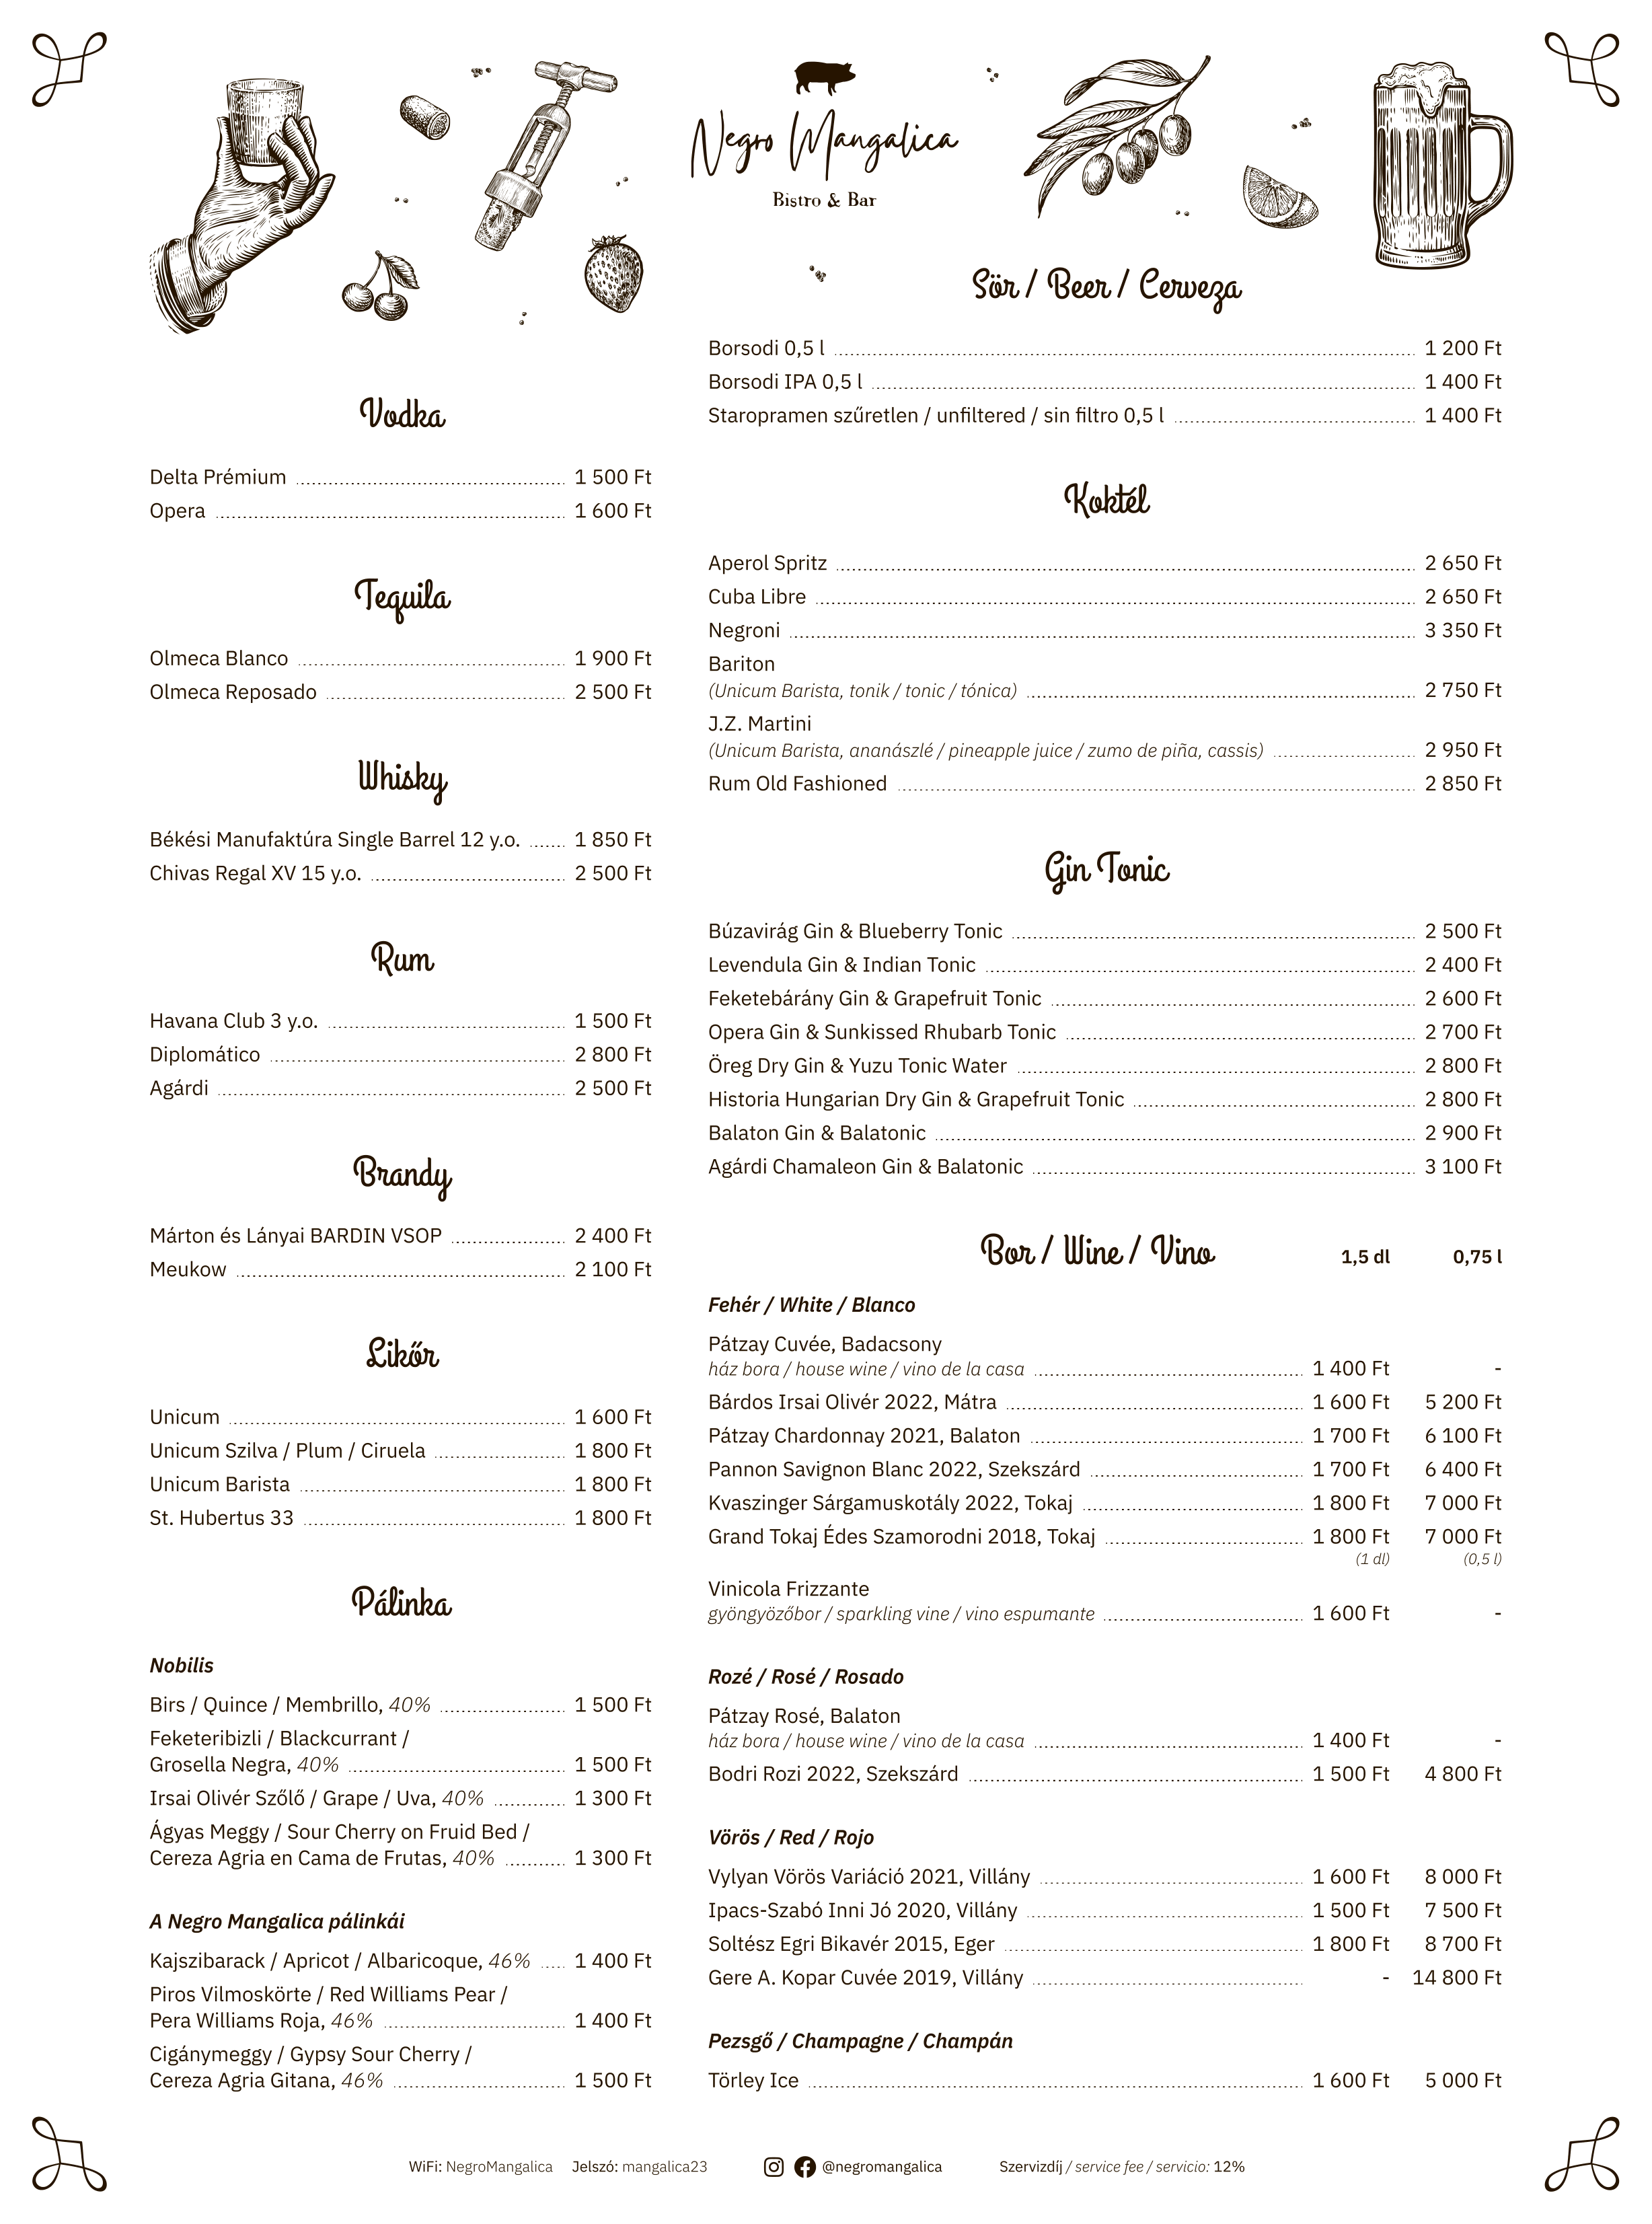 Negro Mangalica
Bistro & Bar
Vodka
Delta Prémium 1 500 Ft
Opera 1 600 Ft
Tequila
Olmeca Blanco 1 900 Ft
Olmeca Reposado 2 500 Ft
Whisky
Békési Manufaktúra Single Barrel 12 y.o. 1 850 Ft
Chivas Regal XV 15 y.o. 2 500 Ft
Rum
Havana Club 3 y.o. 1 500 Ft
Diplomático 2 800 Ft
Agárdi 2 500 Ft
Brandy
Márton és Lányai BARDIN VSOP 2 400 Ft
Meukow 2 100 Ft
Likőr
Unicum 1 600 Ft
Unicum Szilva / Plum / Ciruela 1 800 Ft
Unicum Barista 1 800 Ft
St. Hubertus 33 1 800 Ft
Pálinka
Nobilis
Birs / Quince / Membrillo, 40% 1 500 Ft
Feketeribizli / Blackcurrant /
Grosella Negra, 40% 1 500 Ft
Irsai Olivér Szőlő / Grape / Uva, 40% 1 300 Ft
Ágyas Meggy / Sour Cherry on Fruid Bed /
Cereza Agria en Cama de Frutas, 40% 1 300 Ft
A Negro Mangalica pálinkái
Kajszibarack / Apricot / Albaricoque, 46% 1 400 Ft
Piros Vilmoskörte / Red Williams Pear /
Pera Williams Roja, 46% 1 400 Ft
Cigánymeggy / Gypsy Sour Cherry /
Cereza Agria Gitana, 46% 1 500 Ft
Sör / Beer / Cerveza
Borsodi 0,5 l 1 200 Ft
Borsodi IPA 0,5 l 1 400 Ft
Staropramen szűretlen / unfiltered / sin filtro 0,5 l 1 400 Ft
Koktél
Aperol Spritz 2 650 Ft
Cuba Libre 2 650 Ft
Negroni 3 350 Ft
Bariton
(Unicum Barista, tonik / tonic / tónica) 2 750 Ft
J.Z. Martini
(Unicum Barista, ananászlé / pineapple juice / zumo de piña, cassis) 2 950 Ft
Rum Old Fashioned 2 850 Ft
Gin Tonic
Búzavirág Gin & Blueberry Tonic 2 500 Ft
Levendula Gin & Indian Tonic 2 400 Ft
Feketebárány Gin & Grapefruit Tonic 2 600 Ft
Opera Gin & Sunkissed Rhubarb Tonic 2 700 Ft
Öreg Dry Gin & Yuzu Tonic Water 2 800 Ft
Historia Hungarian Dry Gin & Grapefruit Tonic 2 800 Ft
Balaton Gin & Balatonic 2 900 Ft
Agárdi Chamaleon Gin & Balatonic 3 100 Ft
Bor / Wine / Vino 1,5 dl 0,75 l
Fehér / White / Blanco
Pátzay Cuvée, Badacsony
ház bora / house wine / vino de la casa 1 400 Ft -
Bárdos Irsai Olivér 2022, Mátra 1 600 Ft 5 200 Ft
Pátzay Chardonnay 2021, Balaton 1 700 Ft 6 100 Ft
Pannon Savignon Blanc 2022, Szekszárd 1 700 Ft 6 400 Ft
Kvaszinger Sárgamuskotály 2022, Tokaj 1 800 Ft 7 000 Ft
Grand Tokaj Édes Szamorodni 2018, Tokaj 1 800 Ft 7 000 Ft
(1 dl) (0,5 l)
Vinicola Frizzante
gyöngyözőbor / sparkling vine / vino espumante 1 600 Ft -
Rozé / Rosé / Rosado
Pátzay Rosé, Balaton
ház bora / house wine / vino de la casa 1 400 Ft -
Bodri Rozi 2022, Szekszárd 1 500 Ft 4 800 Ft
Vörös / Red / Rojo
Vylyan Vörös Variáció 2021, Villány 1 600 Ft 8 000 Ft
Ipacs-Szabó Inni Jó 2020, Villány 1 500 Ft 7 500 Ft
Soltész Egri Bikavér 2015, Eger 1 800 Ft 8 700 Ft
Gere A. Kopar Cuvée 2019, Villány - 14 800 Ft
Pezsgő / Champagne / Champán
Törley Ice 1 600 Ft 5 000 Ft
WiFi: NegroMangalica Jelszó: mangalica23 @negromangalica Szervizdíj / service fee / servicio: 12%